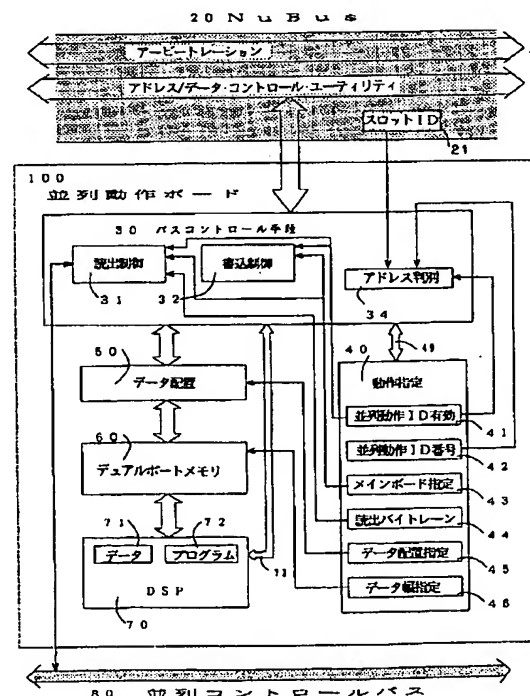 20 NuBus
アービトレーション
アドレス/データ・コントロール・ユーティリティ
スロットID
21
100
並列動作ボード
30 バスコントロール手段
読出制御
31
書込制御
32
アドレス判別
34
49
50
データ配置
60
デュアルポートメモリ
71
データ
72
プログラム
73
DSP
70
40
動作指定
並列動作ID有効
41
並列動作ID番号
42
メインボード指定
43
読出バイトレーン
44
データ配置指定
45
データ幅指定
46
80 並列コントロールバス